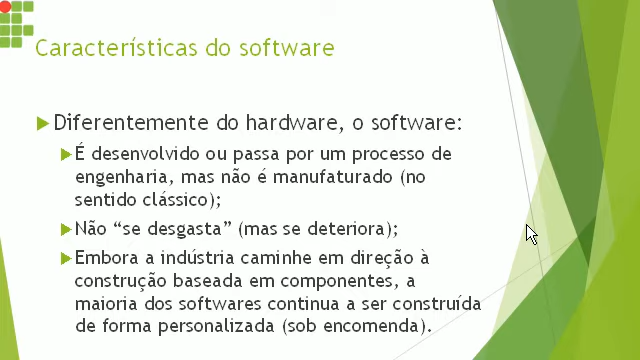 Características do software
Diferentemente do hardware, o software:
É desenvolvido ou passa por um processo de
engenharia, mas não é manufaturado (no
sentido clássico);
Não “se desgasta” (mas se deteriora);
Embora a indústria caminhe em direção à
construção baseada em componentes, a
maioria dos softwares continua a ser construída
de forma personalizada (sob encomenda).